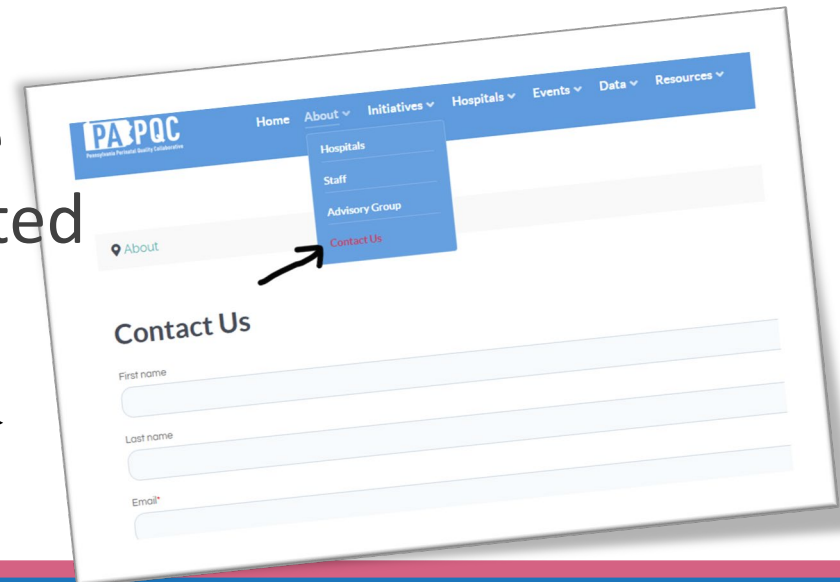 ted
PA PQC
Pennsylvania Perinatal Quality Collaborative
Home About Initiatives Hospitals Events Data Resources
Hospitals
Staff
Advisory Group
Contact Us
About
Contact Us
First name
Last name
Email*